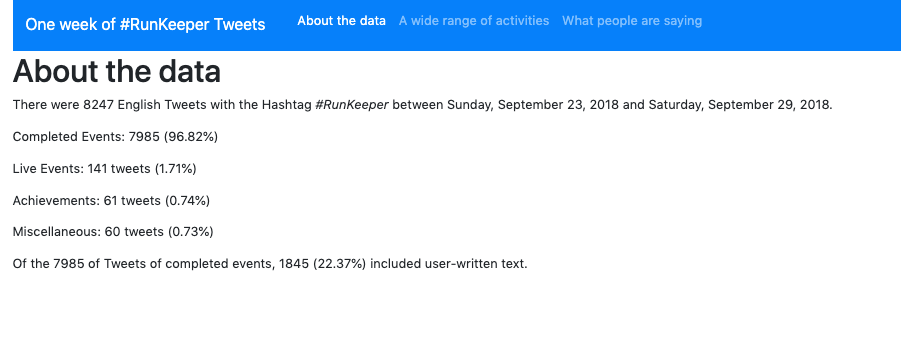 One week of #RunKeeper Tweets About the data A wide range of activities What people are saying
About the data
There were 8247 English Tweets with the Hashtag #RunKeeper between Sunday, September 23, 2018 and Saturday, September 29, 2018.
Completed Events: 7985 (96.82%)
Live Events: 141 tweets (1.71%)
Achievements: 61 tweets (0.74%)
Miscellaneous: 60 tweets (0.73%)
Of the 7985 of Tweets of completed events, 1845 (22.37%) included user-written text.